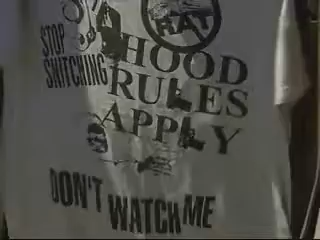 RAT
STOP
SNITCHING
HOOD
RULES
APPLY
DON'T WATCH ME